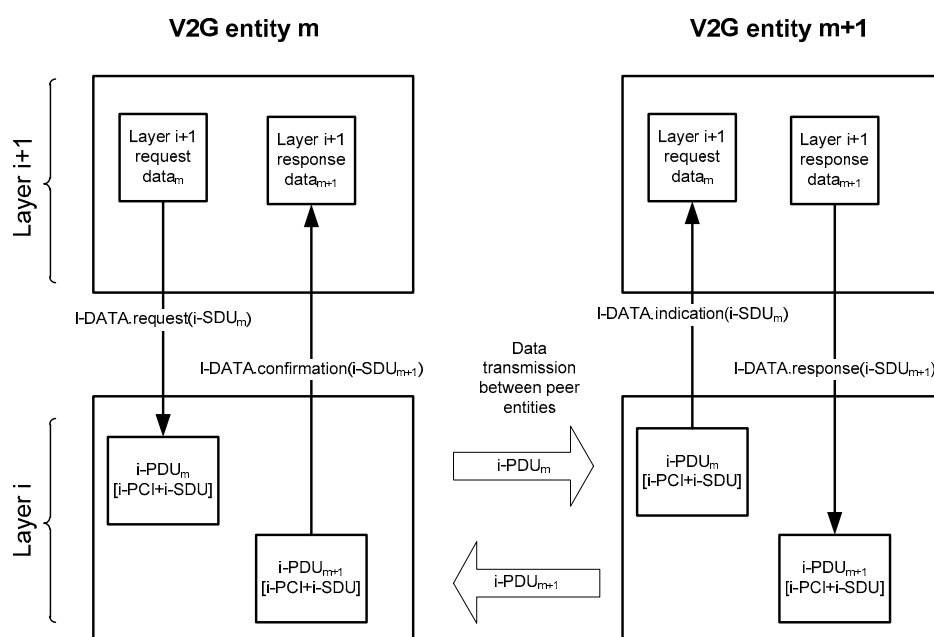 V2G entity m
V2G entity m+1
Layer i+1
Layer i+1
request
dataₘ
Layer i+1
response
dataₘ₊₁
Layer i+1
request
dataₘ
Layer i+1
response
dataₘ₊₁
I-DATA.request(i-SDUₘ)
I-DATA.confirmation(i-SDUₘ₊₁)
I-DATA.indication(i-SDUₘ)
I-DATA.response(i-SDUₘ₊₁)
Data
transmission
between peer
entities
Layer i
i-PDUₘ
[i-PCI+i-SDU]
i-PDUₘ₊₁
[i-PCI+i-SDU]
i-PDUₘ
i-PDUₘ₊₁
i-PDUₘ
[i-PCI+i-SDU]
i-PDUₘ₊₁
[i-PCI+i-SDU]